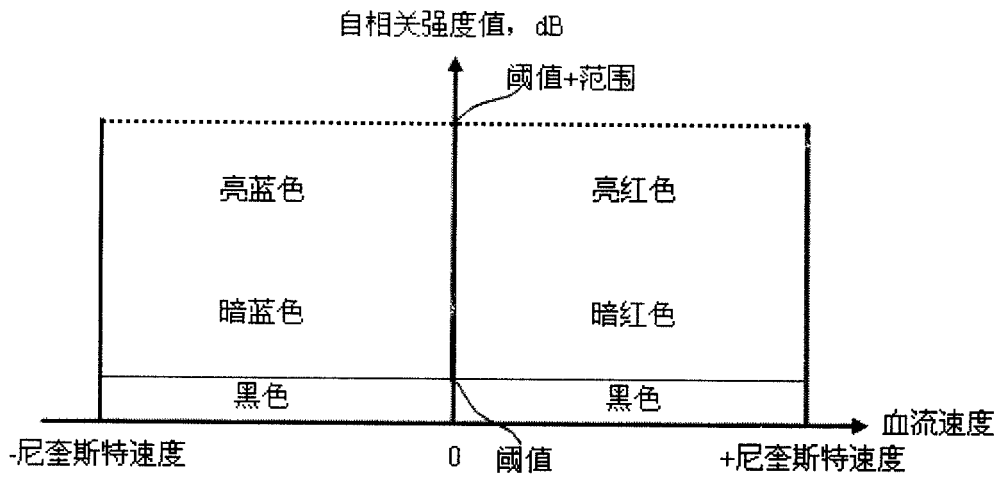 自相关强度值，dB
阈值+范围
亮蓝色
亮红色
暗蓝色
暗红色
黑色
黑色
血流速度
-尼奎斯特速度
0
阈值
+尼奎斯特速度